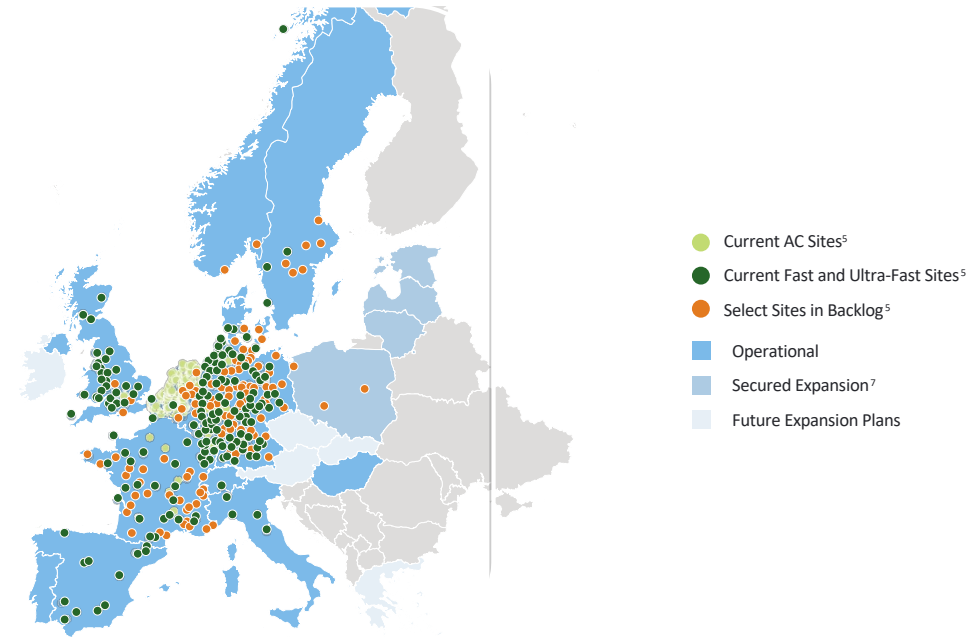 Current AC Sites⁵
Current Fast and Ultra-Fast Sites⁵
Select Sites in Backlog⁵
Operational
Secured Expansion⁷
Future Expansion Plans